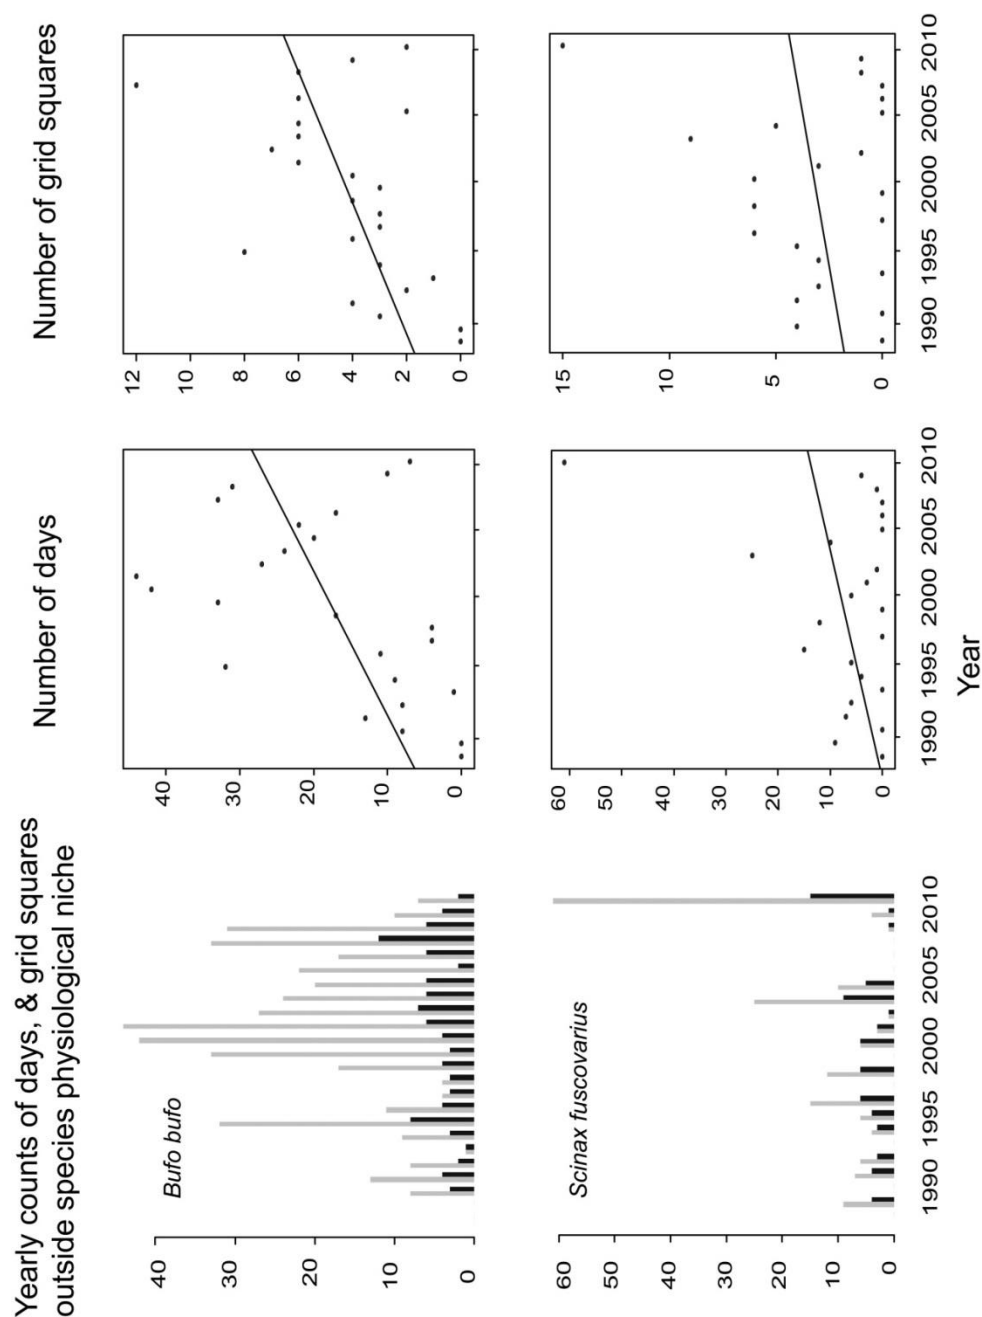 Yearly counts of days, & grid squares
outside species physiological niche
Number of days
Number of grid squares
Bufo bufo
0 10 20 30 40
0 10 20 30 40
0 2 4 6 8 10 12
Scinax fuscovarius
0 10 20 30 40 50 60
1990 1995 2000 2005 2010
0 10 20 30 40 50 60
1990 1995 2000 2005 2010
0 5 10 15
1990 1995 2000 2005 2010
Year